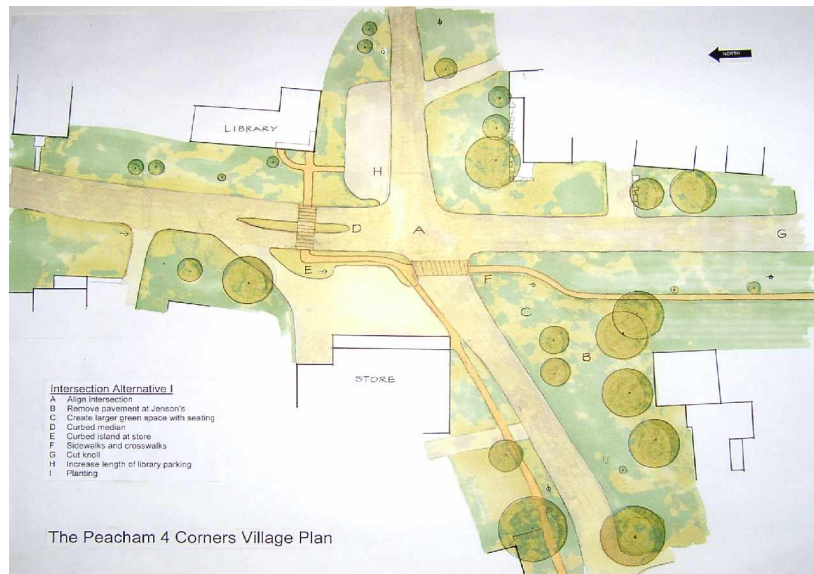 NORTH
LIBRARY
H
D
A
G
E
F
C
B
STORE
Intersection Alternative I
A Align intersection
B Remove pavement at Jenson's
C Create larger green space with seating
D Curbed median
E Curbed island at store
F Sidewalks and crosswalks
G Cut knoll
H Increase length of library parking
I Planting
The Peacham 4 Corners Village Plan